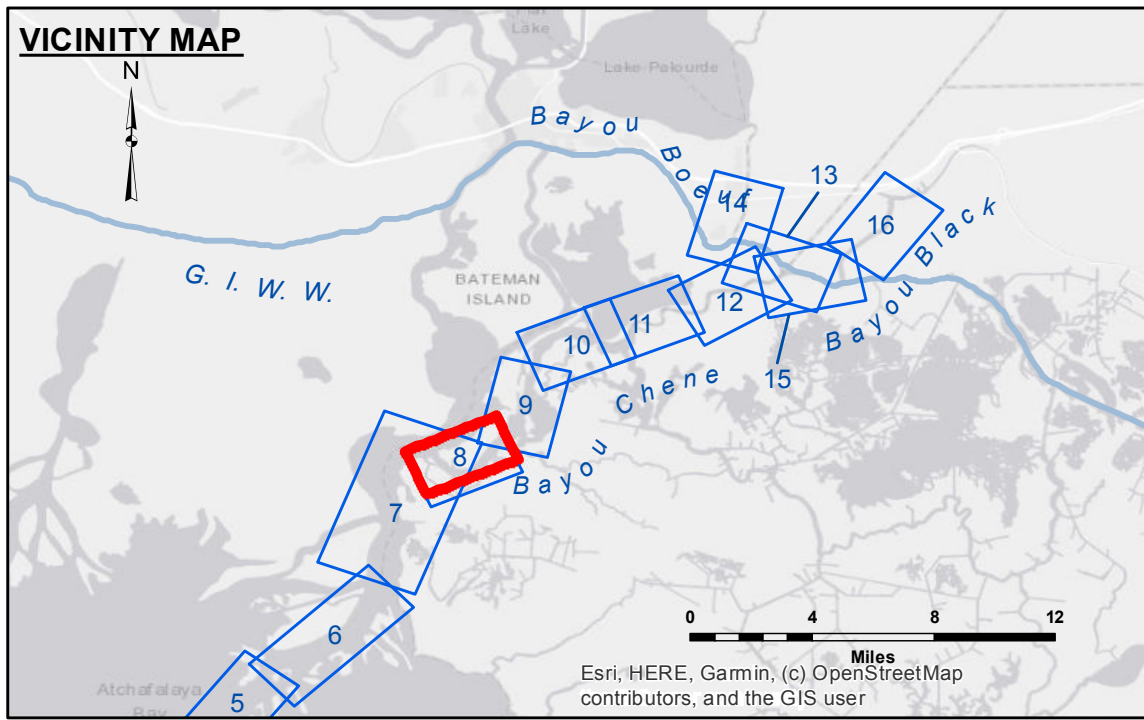 VICINITY MAP
N
Flat
Lake
Lake Palourde
Bayou
Boeuf
13
14
16
G. I. W. W.
BATEMAN
ISLAND
12
Bayou Black
11
10
15
Bayou Chene
9
8
7
0 4 8 12
Miles
6
Esri, HERE, Garmin, (c) OpenStreetMap
contributors, and the GIS user
Atchafalaya
Bay
5